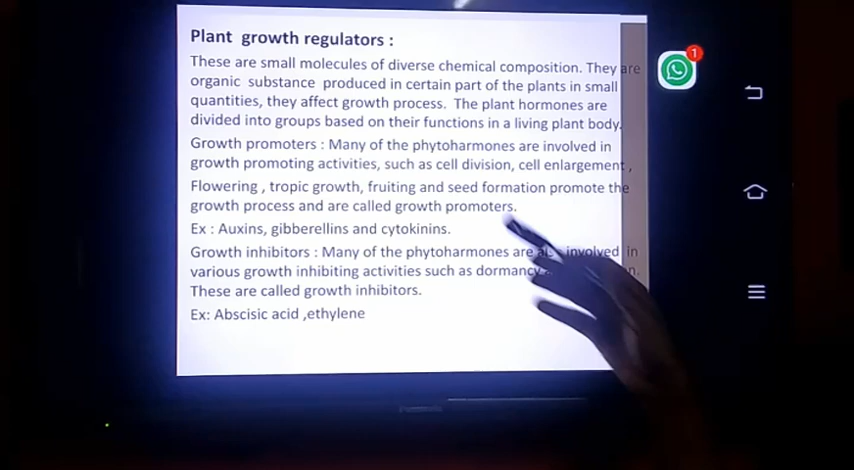 Plant growth regulators :
These are small molecules of diverse chemical composition. They are
organic substance produced in certain part of the plants in small
quantities, they affect growth process. The plant hormones are
divided into groups based on their functions in a living plant body.
Growth promoters : Many of the phytoharmones are involved in
growth promoting activities, such as cell division, cell enlargement ,
Flowering , tropic growth, fruiting and seed formation promote the
growth process and are called growth promoters.
Ex : Auxins, gibberellins and cytokinins.
Growth inhibitors : Many of the phytoharmones are involved in
various growth inhibiting activities such as dormancy
These are called growth inhibitors.
Ex: Abscisic acid ,ethylene
1